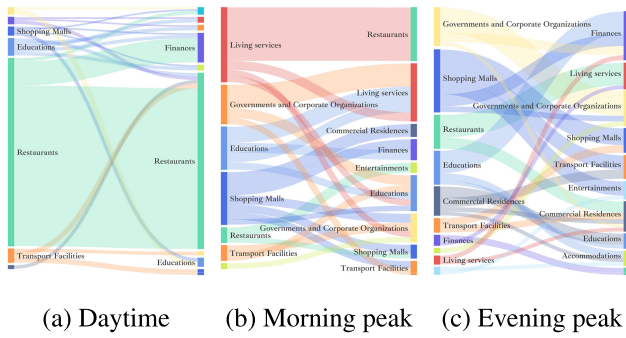 Shopping Malls
Educations
Finances
Restaurants
Restaurants
Transport Facilities
Educations
(a) Daytime
Living services
Restaurants
Governments and Corporate Organizations
Living services
Educations
Commercial Residences
Finances
Entertainments
Shopping Malls
Educations
Restaurants
Governments and Corporate Organizations
Transport Facilities
Shopping Malls
Transport Facilities
(b) Morning peak
Governments and Corporate Organizations
Finances
Shopping Malls
Living services
Governments and Corporate Organizations
Restaurants
Shopping Malls
Educations
Transport Facilities
Entertainments
Commercial Residences
Commercial Residences
Transport Facilities
Finances
Educations
Living services
Accommodations
(c) Evening peak